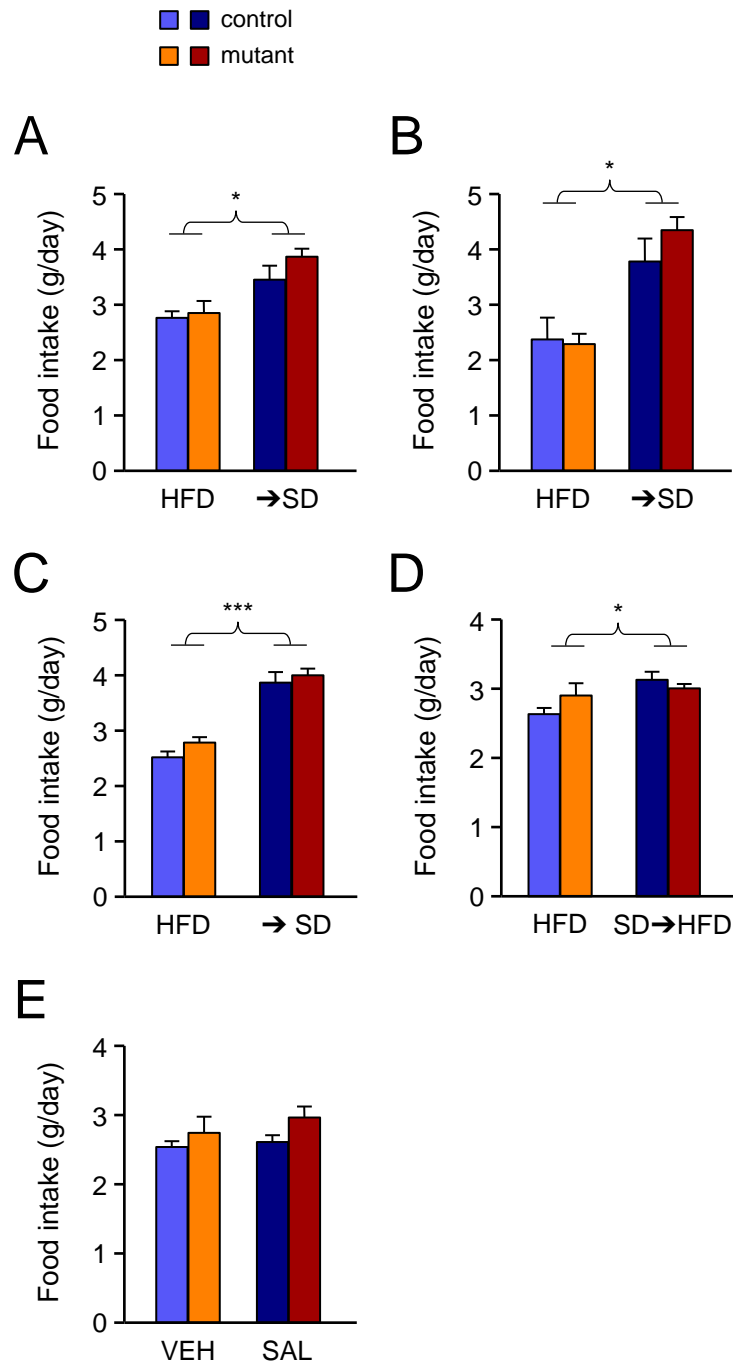 control
mutant
A
Food intake (g/day)
5
4
3
2
1
0
*
HFD ➔SD
B
Food intake (g/day)
5
4
3
2
1
0
*
HFD ➔SD
C
Food intake (g/day)
5
4
3
2
1
0
***
HFD ➔ SD
D
Food intake (g/day)
4
3
2
1
0
*
HFD SD➔HFD
E
Food intake (g/day)
4
3
2
1
0
VEH SAL